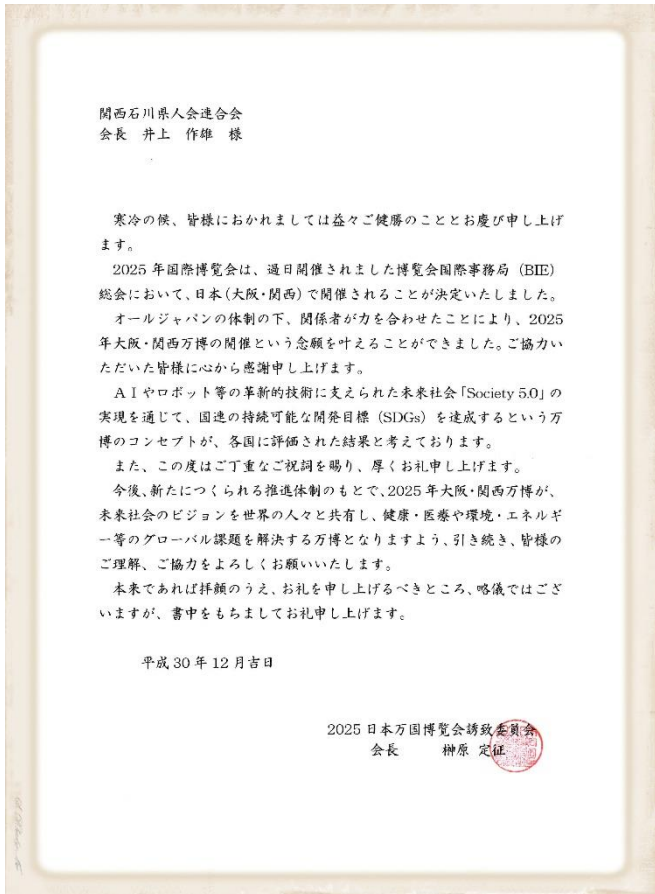 関西石川県人会連合会
会長 井上 作雄 様
寒冷の候、皆様におかれましては益々ご健勝のこととお慶び申し上げ
ます。
2025年国際博覧会は、過日開催されました博覧会国際事務局（BIE）
総会において、日本（大阪・関西）で開催されることが決定いたしました。
オールジャパンの体制の下、関係者が力を合わせたことにより、2025
年大阪・関西万博の開催という念願を叶えることができました。ご協力い
ただいた皆様に心から感謝申し上げます。
ＡＩやロボット等の革新的技術に支えられた未来社会「Society 5.0」の
実現を通じて、国連の持続可能な開発目標（SDGs）を達成するという万
博のコンセプトが、各国に評価された結果と考えております。
また、この度はご丁重なご祝詞を賜り、厚くお礼申し上げます。
今後、新たにつくられる推進体制のもとで、2025年大阪・関西万博が、
未来社会のビジョンを世界の人々と共有し、健康・医療や環境・エネルギ
ー等のグローバル課題を解決する万博となりますよう、引き続き、皆様の
ご理解、ご協力をよろしくお願いいたします。
本来であれば拝顔のうえ、お礼を申し上げるべきところ、略儀ではござ
いますが、書中をもちましてお礼申し上げます。
平成30年12月吉日
2025日本万国博覧会誘致委員会
会長 榊原 定征